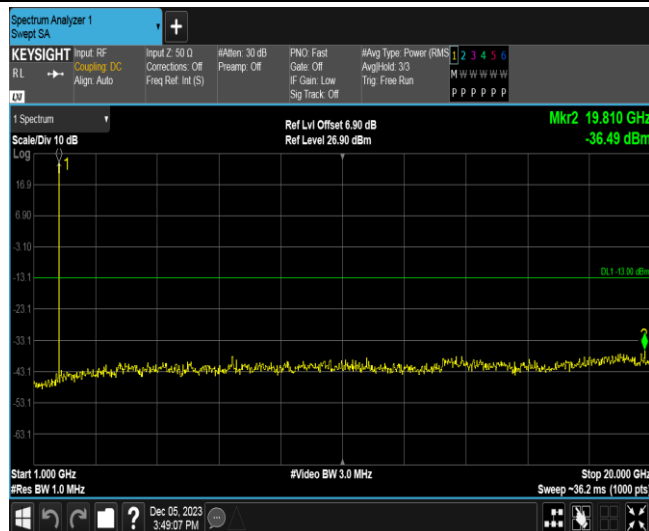 Spectrum Analyzer 1
Swept SA
+
KEYSIGHT
RL
LXI
Input: RF
Coupling: DC
Align: Auto
Input Z: 50 Ω
Corrections: Off
Freq Ref: Int (S)
#Atten: 30 dB
Preamp: Off
PNO: Fast
Gate: Off
IF Gain: Low
Sig Track: Off
#Avg Type: Power (RMS
Avg|Hold: 3/3
Trig: Free Run
1 2 3 4 5 6
M W W W W W
P P P P P P
1 Spectrum
Scale/Div 10 dB
Log
Ref Lvl Offset 6.90 dB
Ref Level 26.90 dBm
Mkr2 19.810 GHz
-36.49 dBm
1
16.9
6.90
-3.10
-13.1
DL1 -13.00 dBm
-23.1
-33.1
2
-43.1
-53.1
-63.1
Start 1.000 GHz
#Video BW 3.0 MHz
Stop 20.000 GHz
#Res BW 1.0 MHz
Sweep ~36.2 ms (1000 pts)
?
Dec 05, 2023
3:49:07 PM